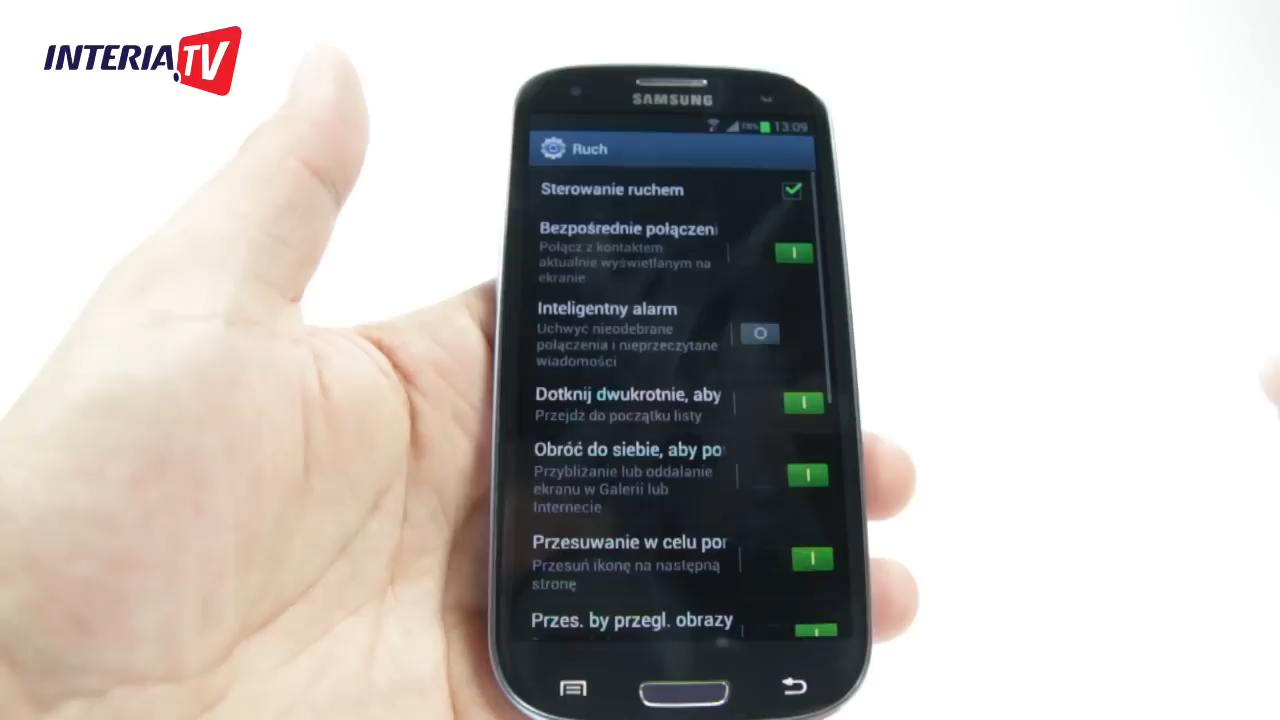 INTERIA.TV
SAMSUNG
13:09
Ruch
Sterowanie ruchem
Bezpośrednie połączeni
Połącz z kontaktem
aktualnie wyświetlanym na
ekranie
Inteligentny alarm
Uchwyć nieodebrane
połączenia i nieprzeczytane
wiadomości
Dotknij dwukrotnie, aby
Przejdź do początku listy
Obróć do siebie, aby po
Przybliżanie lub oddalanie
ekranu w Galerii lub
Internecie
Przesuwanie w celu por
Przesuń ikonę na następną
stronę
Przes. by przegl. obrazy